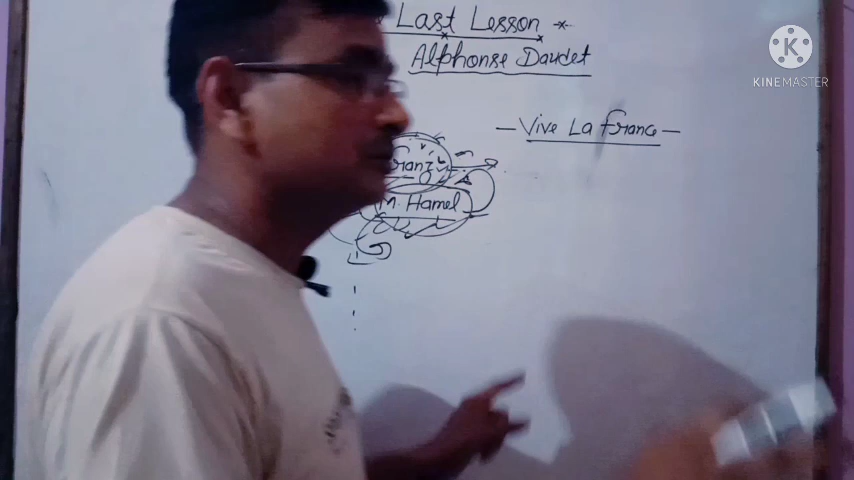 Last Lesson
Alphonse Daudet
KINEMASTER
- Vive La france -
franz
M. Hamel